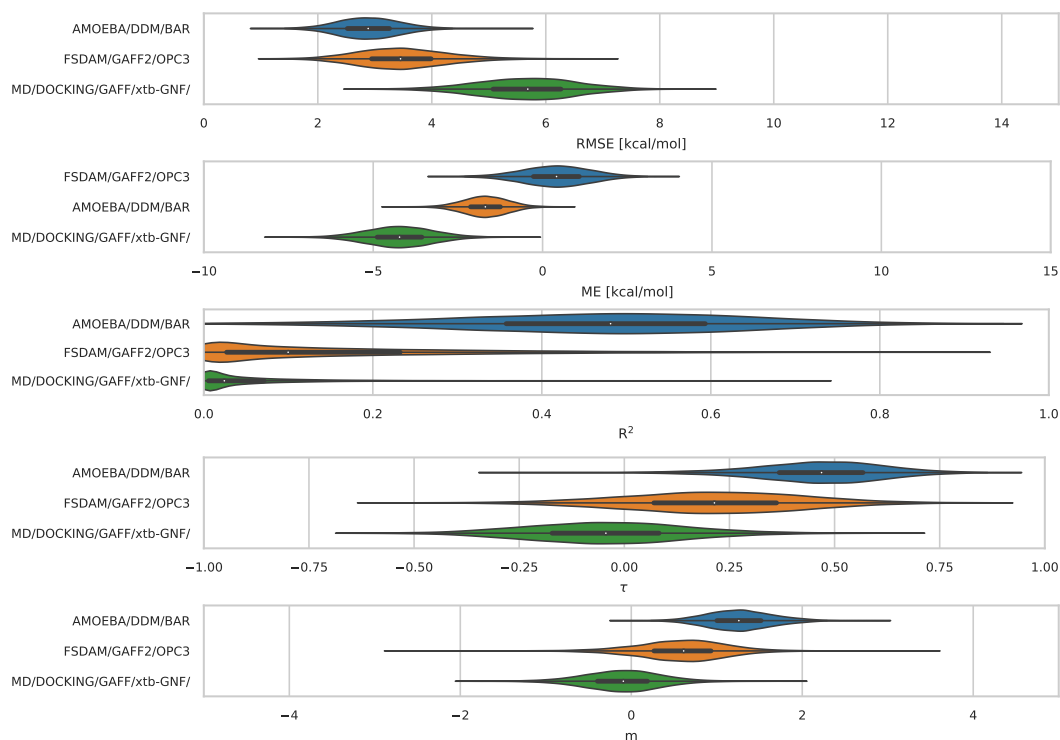 AMOEBA/DDM/BAR
FSDAM/GAFF2/OPC3
MD/DOCKING/GAFF/xtb-GNF/
0 2 4 6 8 10 12 14
RMSE [kcal/mol]
FSDAM/GAFF2/OPC3
AMOEBA/DDM/BAR
MD/DOCKING/GAFF/xtb-GNF/
−10 −5 0 5 10 15
ME [kcal/mol]
AMOEBA/DDM/BAR
FSDAM/GAFF2/OPC3
MD/DOCKING/GAFF/xtb-GNF/
0.0 0.2 0.4 0.6 0.8 1.0
R²
AMOEBA/DDM/BAR
FSDAM/GAFF2/OPC3
MD/DOCKING/GAFF/xtb-GNF/
−1.00 −0.75 −0.50 −0.25 0.00 0.25 0.50 0.75 1.00
τ
AMOEBA/DDM/BAR
FSDAM/GAFF2/OPC3
MD/DOCKING/GAFF/xtb-GNF/
−4 −2 0 2 4
m